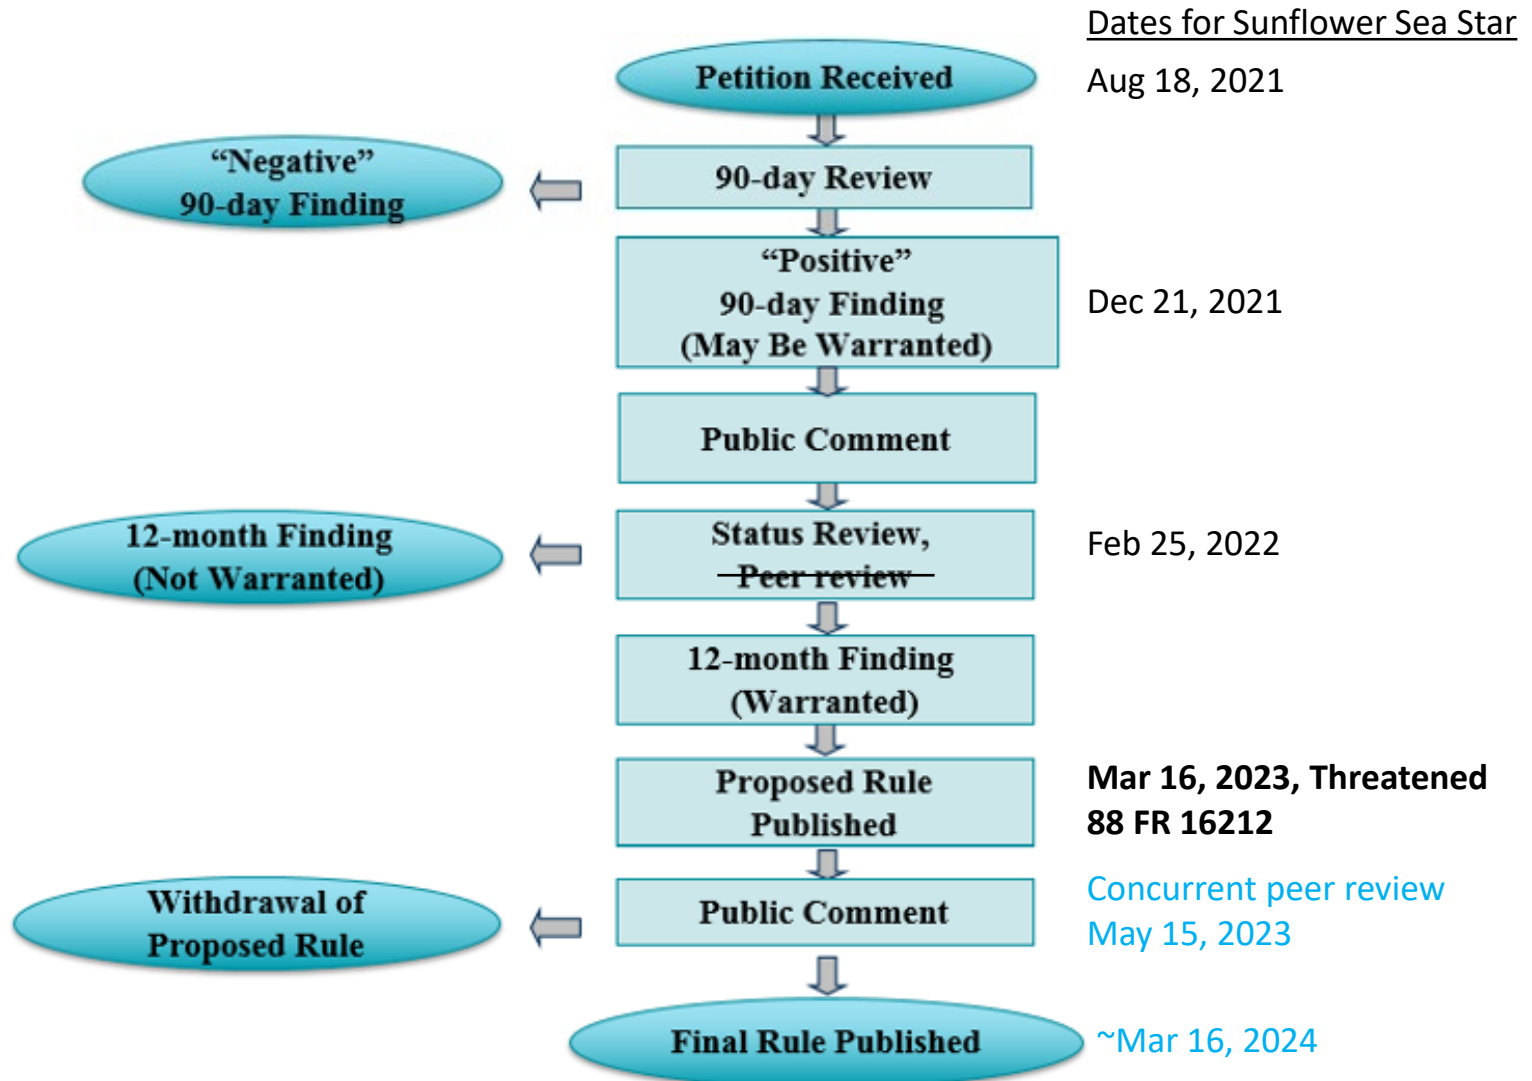 Dates for Sunflower Sea Star
Petition Received
Aug 18, 2021
“Negative”
90-day Finding
90-day Review
“Positive”
90-day Finding
(May Be Warranted)
Dec 21, 2021
Public Comment
12-month Finding
(Not Warranted)
Status Review,
Peer review
Feb 25, 2022
12-month Finding
(Warranted)
Proposed Rule
Published
Mar 16, 2023, Threatened
88 FR 16212
Withdrawal of
Proposed Rule
Public Comment
Concurrent peer review
May 15, 2023
Final Rule Published
~Mar 16, 2024